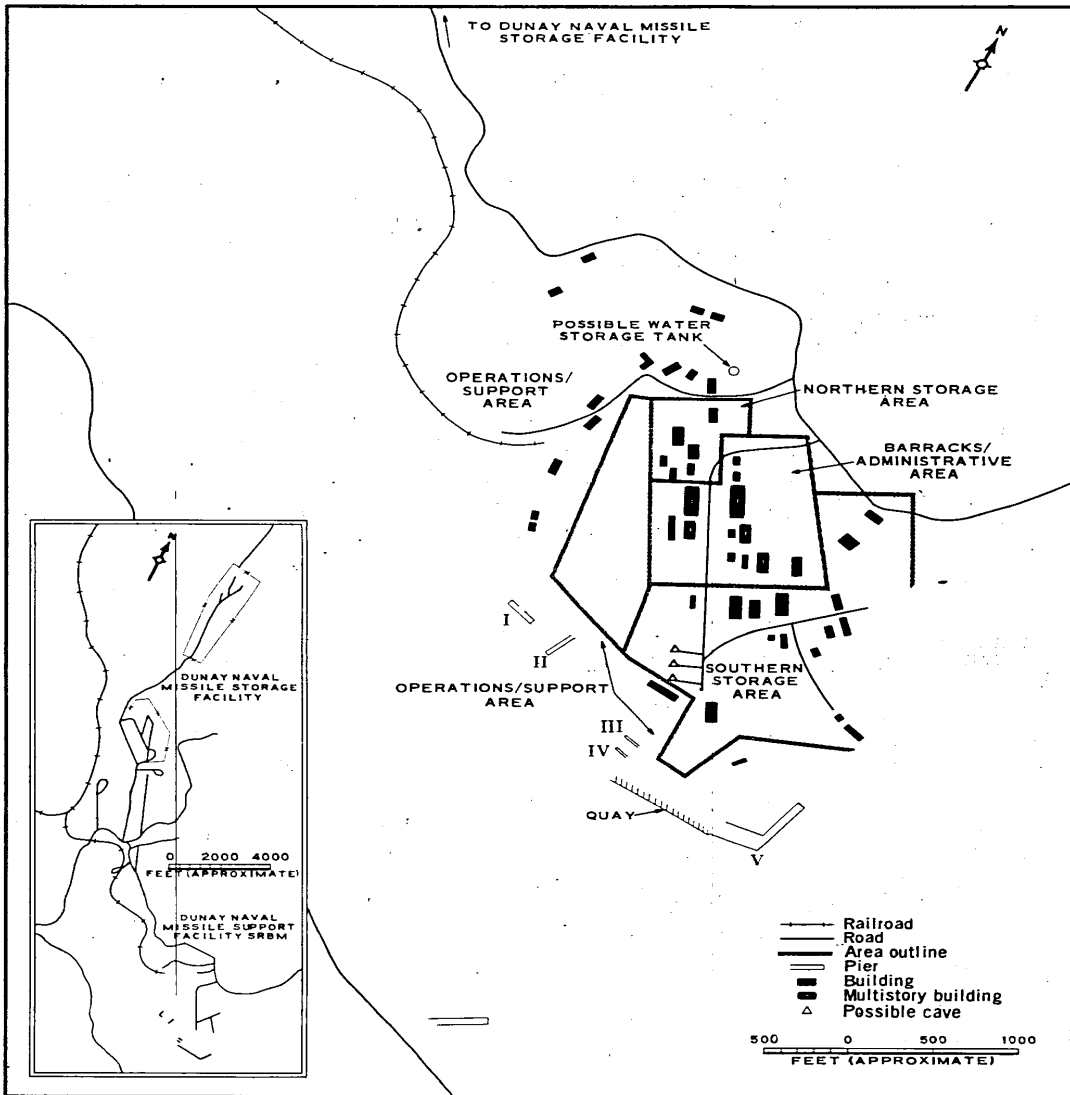 TO DUNAY NAVAL MISSILE
STORAGE FACILITY
N
POSSIBLE WATER
STORAGE TANK
OPERATIONS/
SUPPORT
AREA
NORTHERN STORAGE
AREA
BARRACKS/
ADMINISTRATIVE
AREA
I
II
OPERATIONS/SUPPORT
AREA
SOUTHERN
STORAGE
AREA
III
IV
QUAY
V
N
DUNAY NAVAL
MISSILE STORAGE
FACILITY
0 2000 4000
FEET (APPROXIMATE)
DUNAY NAVAL
MISSILE SUPPORT
FACILITY SRBM
Railroad
Road
Area outline
Pier
Building
Multistory building
Possible cave
500 0 500 1000
FEET (APPROXIMATE)